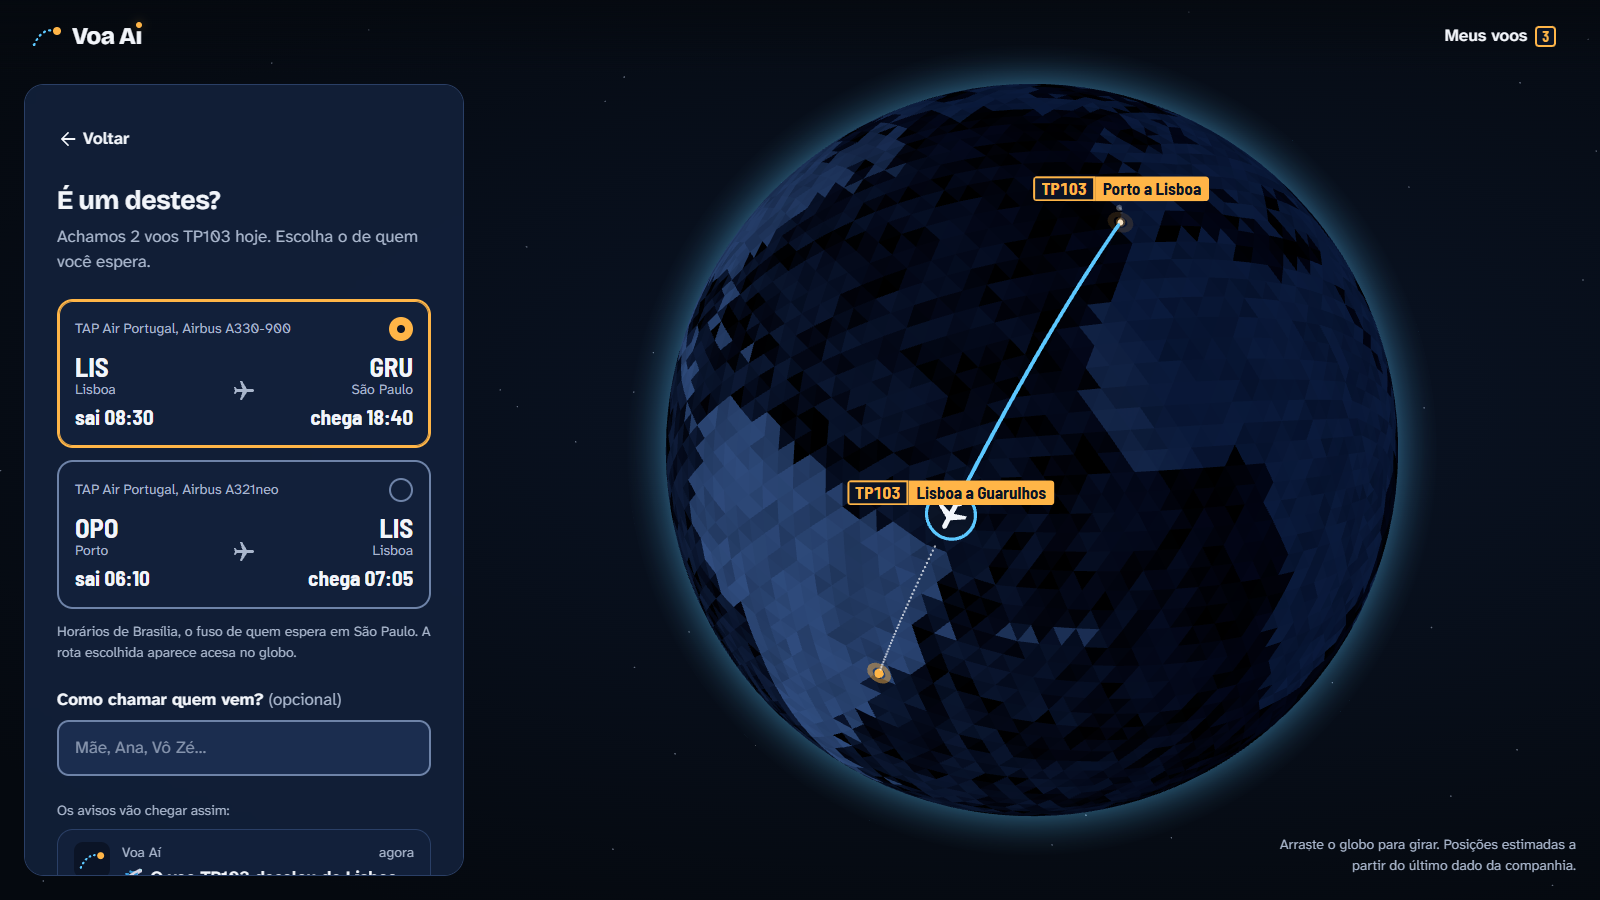 Voa Aí
Meus voos 3
Voltar
É um destes?
Achamos 2 voos TP103 hoje. Escolha o de quem
você espera.
TAP Air Portugal, Airbus A330-900
LIS
GRU
Lisboa
São Paulo
sai 08:30
chega 18:40
TAP Air Portugal, Airbus A321neo
OPO
LIS
Porto
Lisboa
sai 06:10
chega 07:05
Horários de Brasília, o fuso de quem espera em São Paulo. A
rota escolhida aparece acesa no globo.
Como chamar quem vem? (opcional)
Mãe, Ana, Vô Zé...
Os avisos vão chegar assim:
Voa Aí
agora
O voo TP103 decolou de Lisboa
TP103 Porto a Lisboa
TP103 Lisboa a Guarulhos
Arraste o globo para girar. Posições estimadas a
partir do último dado da companhia.